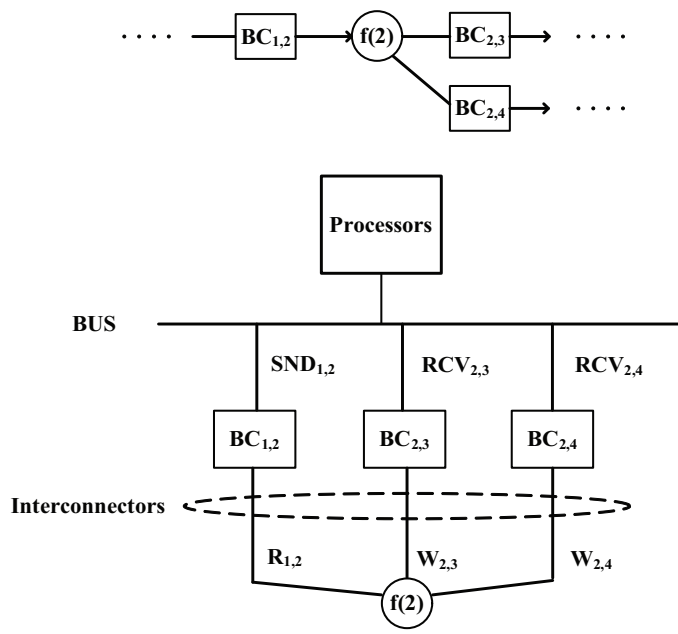 . . . . BC1,2 f(2) BC2,3 . . . .
BC2,4 . . . .
Processors
BUS
SND1,2 RCV2,3 RCV2,4
BC1,2 BC2,3 BC2,4
Interconnectors
R1,2 W2,3 W2,4
f(2)